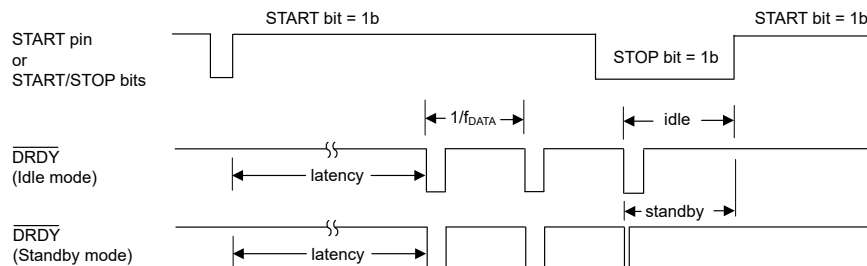 START bit = 1b
START bit = 1b
START pin
or
START/STOP bits
STOP bit = 1b
1/fDATA
idle
DRDY
(Idle mode)
latency
standby
DRDY
(Standby mode)
latency